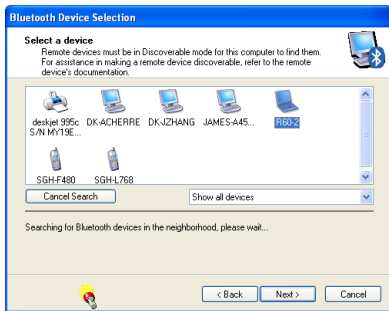 Bluetooth Device Selection
Select a device
Remote devices must be in Discoverable mode for this computer to find them.
For assistance in making a remote device discoverable, refer to the remote
device's documentation.
deskjet 995c DK-ACHERRE DK-JZHANG JAMES-A45... R60-2
S/N MY19E...
SGH-F480 SGH-L768
Cancel Search Show all devices
Searching for Bluetooth devices in the neighborhood, please wait...
< Back Next > Cancel